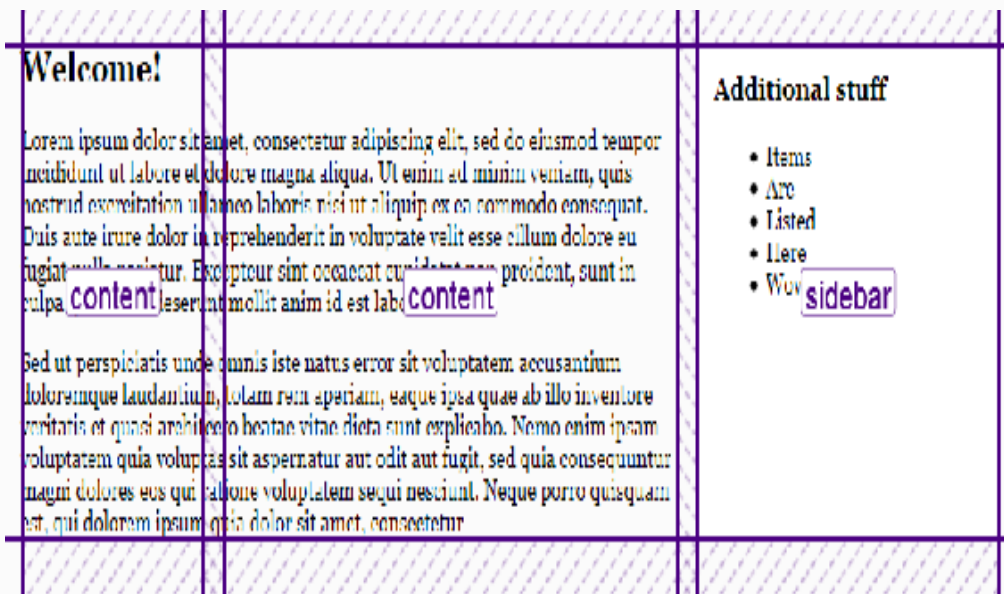 Welcome!
Lorem ipsum dolor sit amet, consectetur adipiscing elit, sed do eiusmod tempor
incididunt ut labore et dolore magna aliqua. Ut enim ad minim veniam, quis
nostrud exercitation ullamco laboris nisi ut aliquip ex ea commodo consequat.
Duis aute irure dolor in reprehenderit in voluptate velit esse cillum dolore eu
fugiat nulla pariatur. Excepteur sint occaecat cupidatat non proident, sunt in
culpa deserunt mollit anim id est
content
content
Sed ut perspiciatis unde omnis iste natus error sit voluptatem accusantium
doloremque laudantium, totam rem aperiam, eaque ipsa quae ab illo inventore
veritatis et quasi architecto beatae vitae dicta sunt explicabo. Nemo enim ipsam
voluptatem quia voluptas sit aspernatur aut odit aut fugit, sed quia consequuntur
magni dolores eos qui ratione voluptatem sequi nesciunt. Neque porro quisquam
est, qui dolorem ipsum quia dolor sit amet, consectetur
Additional stuff
Items
Are
Listed
Here
sidebar